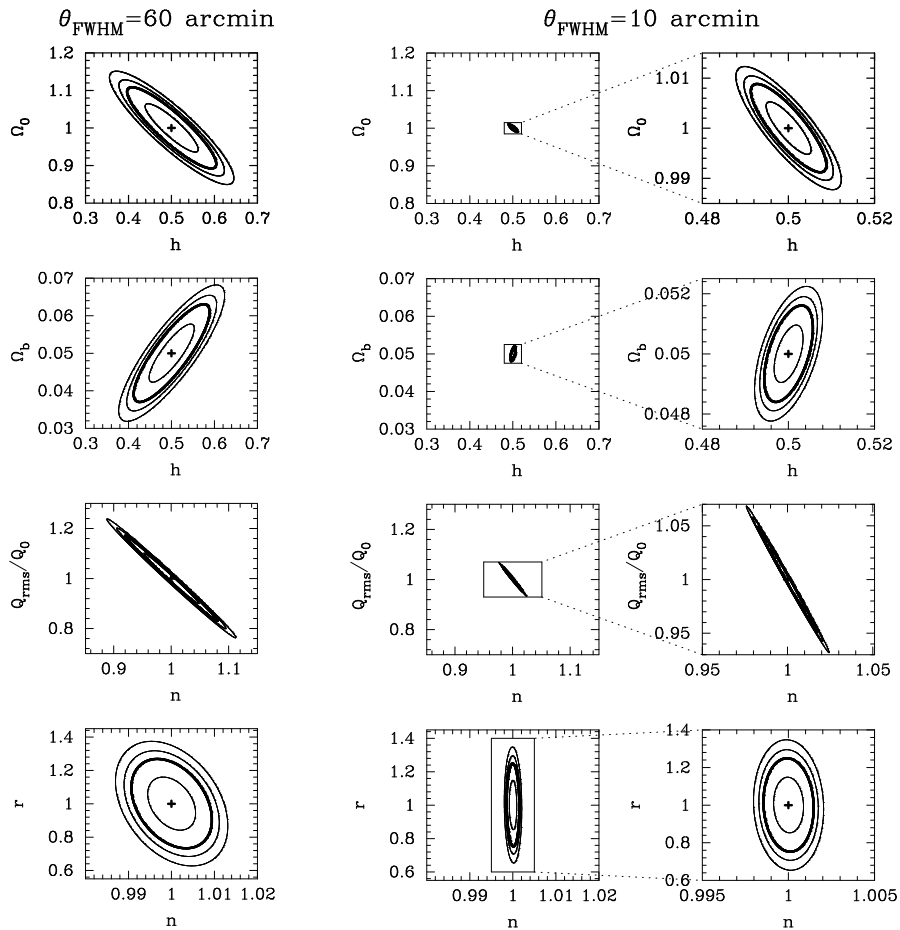 θFWHM=60 arcmin θFWHM=10 arcmin
1.2 1.2
1.1 1.1 1.01
Ω0 1 Ω0 1 Ω0 1
0.9 0.9 0.99
0.8 0.8
0.3 0.4 0.5 0.6 0.7 0.3 0.4 0.5 0.6 0.7 0.48 0.5 0.52
h h h
0.07 0.07
0.06 0.06 0.052
Ωb 0.05 Ωb 0.05 Ωb 0.05
0.04 0.04 0.048
0.03 0.03
0.3 0.4 0.5 0.6 0.7 0.3 0.4 0.5 0.6 0.7 0.48 0.5 0.52
h h h
1.2 1.2 1.05
Qrms/Q0 1 Qrms/Q0 1 Qrms/Q0 1
0.8 0.8 0.95
0.9 1 1.1 0.9 1 1.1 0.95 1 1.05
n n n
1.4 1.4 1.4
1.2 1.2 1.2
r 1 r 1 r 1
0.8 0.8 0.8
0.6 0.6 0.6
0.99 1 1.01 1.02 0.99 1 1.01 1.02 0.995 1 1.005
n n n